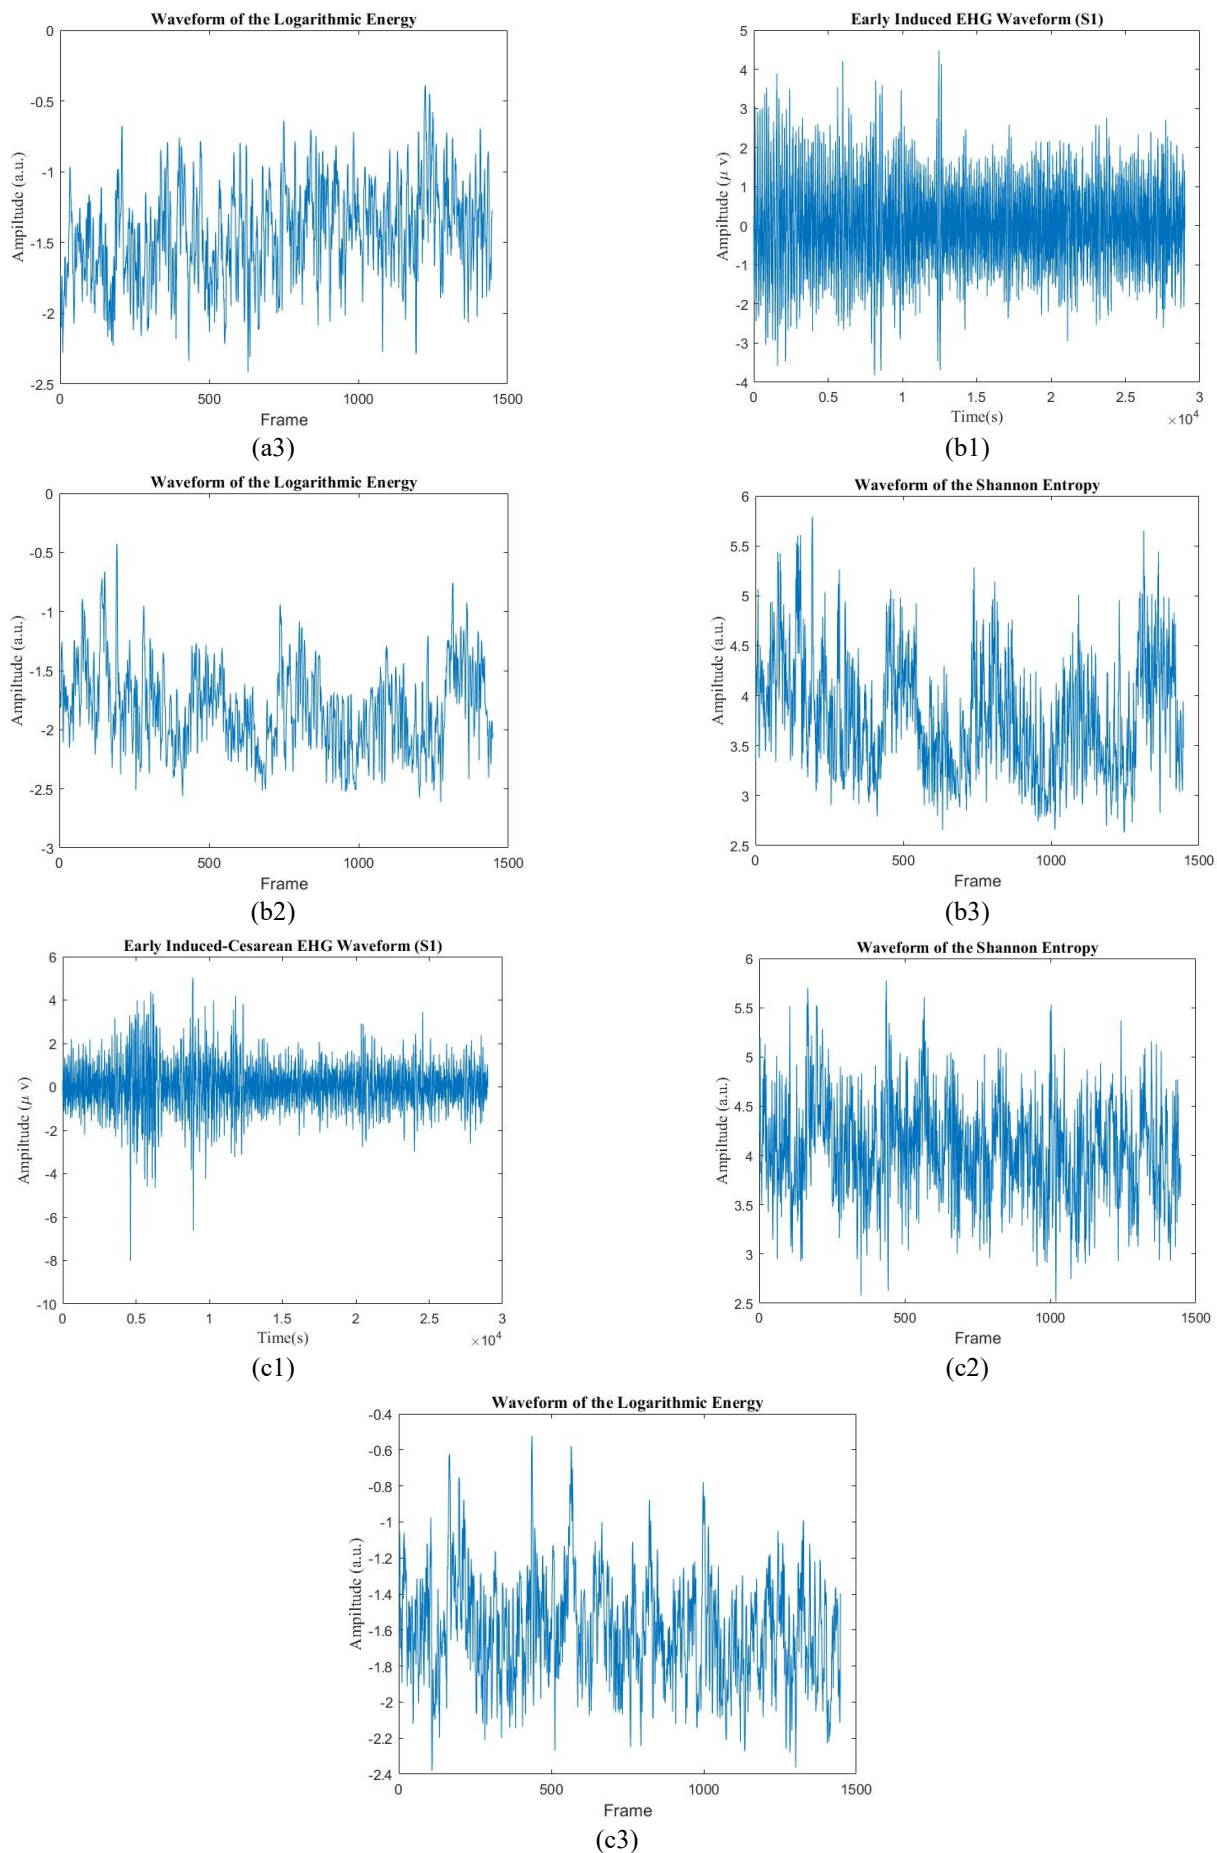 Waveform of the Logarithmic Energy
0
-0.5
-1
-1.5
-2
-2.5
Ampiltude (a.u.)
0 500 1000 1500
Frame
(a3)
Early Induced EHG Waveform (S1)
5
4
3
2
1
0
-1
-2
-3
-4
Ampiltude (μ v)
0 0.5 1 1.5 2 2.5 3
Time(s)
×10⁴
(b1)
Waveform of the Logarithmic Energy
0
-0.5
-1
-1.5
-2
-2.5
-3
Ampiltude (a.u.)
0 500 1000 1500
Frame
(b2)
Waveform of the Shannon Entropy
6
5.5
5
4.5
4
3.5
3
2.5
Ampiltude (a.u.)
0 500 1000 1500
Frame
(b3)
Early Induced-Cesarean EHG Waveform (S1)
6
4
2
0
-2
-4
-6
-8
-10
Ampiltude (μ v)
0 0.5 1 1.5 2 2.5 3
Time(s)
×10⁴
(c1)
Waveform of the Shannon Entropy
6
5.5
5
4.5
4
3.5
3
2.5
Ampiltude (a.u.)
0 500 1000 1500
Frame
(c2)
Waveform of the Logarithmic Energy
-0.4
-0.6
-0.8
-1
-1.2
-1.4
-1.6
-1.8
-2
-2.2
-2.4
Ampiltude (a.u.)
0 500 1000 1500
Frame
(c3)